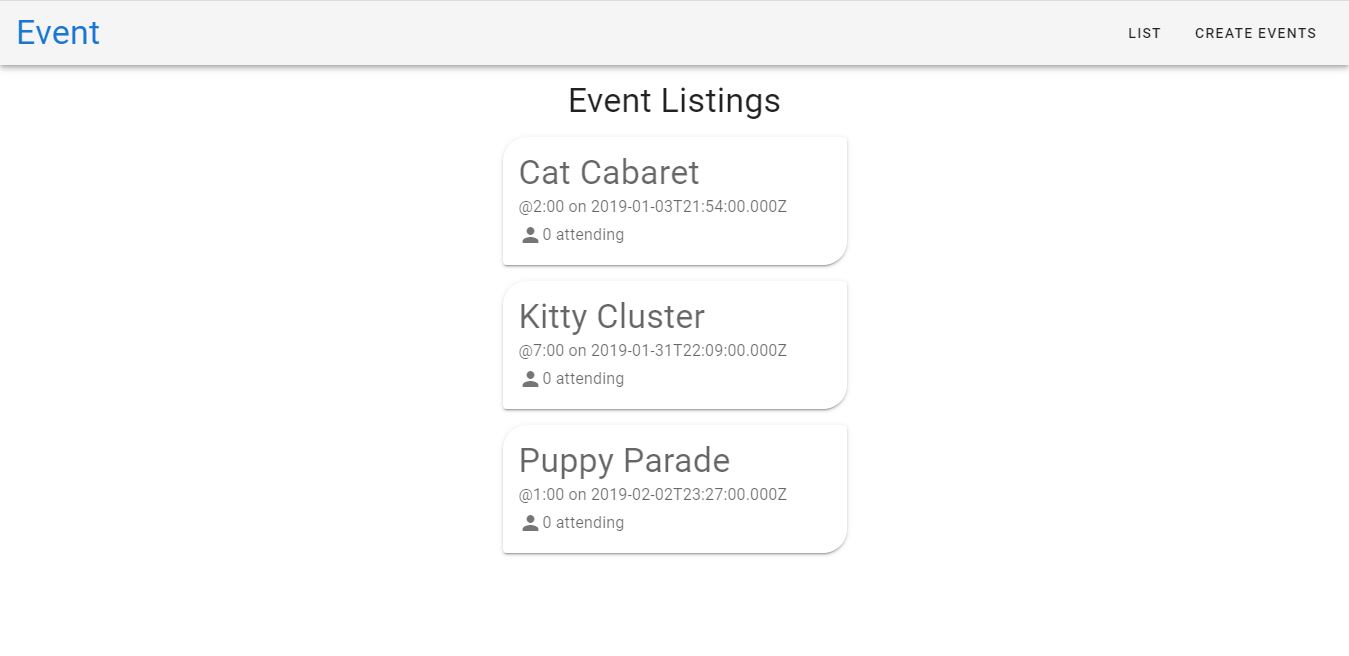 Event
LIST
CREATE EVENTS
Event Listings
Cat Cabaret
@2:00 on 2019-01-03T21:54:00.000Z
0 attending
Kitty Cluster
@7:00 on 2019-01-31T22:09:00.000Z
0 attending
Puppy Parade
@1:00 on 2019-02-02T23:27:00.000Z
0 attending